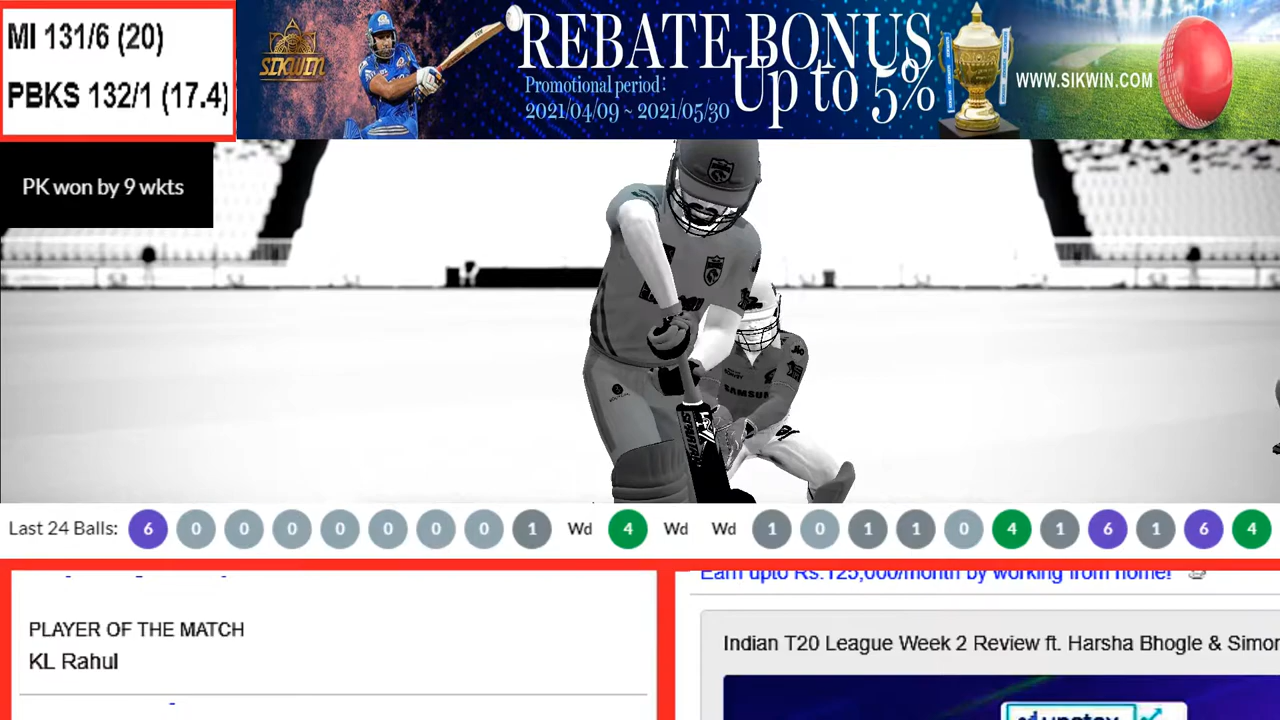 MI 131/6 (20)
PBKS 132/1 (17.4)
SIKWIN
REBATE BONUS
Up to 5%
Promotional period:
2021/04/09 ~ 2021/05/30
WWW.SIKWIN.COM
PK won by 9 wkts
Jio
SAMSUNG
Last 24 Balls: 6 0 0 0 0 0 0 0 1 Wd 4 Wd Wd 1 0 1 1 0 4 1 6 1 6 4
Earn upto Rs.125,000/month by working from home!
PLAYER OF THE MATCH
KL Rahul
Indian T20 League Week 2 Review ft. Harsha Bhogle & Simon
upstox